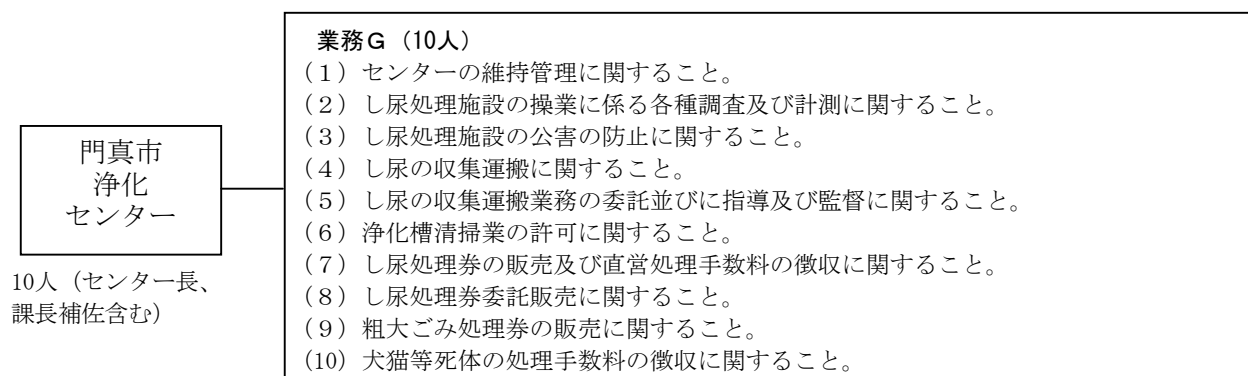 門真市
浄化
センター
10人（センター長、
課長補佐含む）
業務Ｇ（10人）
（１）センターの維持管理に関すること。
（２）し尿処理施設の操業に係る各種調査及び計測に関すること。
（３）し尿処理施設の公害の防止に関すること。
（４）し尿の収集運搬に関すること。
（５）し尿の収集運搬業務の委託並びに指導及び監督に関すること。
（６）浄化槽清掃業の許可に関すること。
（７）し尿処理券の販売及び直営処理手数料の徴収に関すること。
（８）し尿処理券委託販売に関すること。
（９）粗大ごみ処理券の販売に関すること。
（10）犬猫等死体の処理手数料の徴収に関すること。